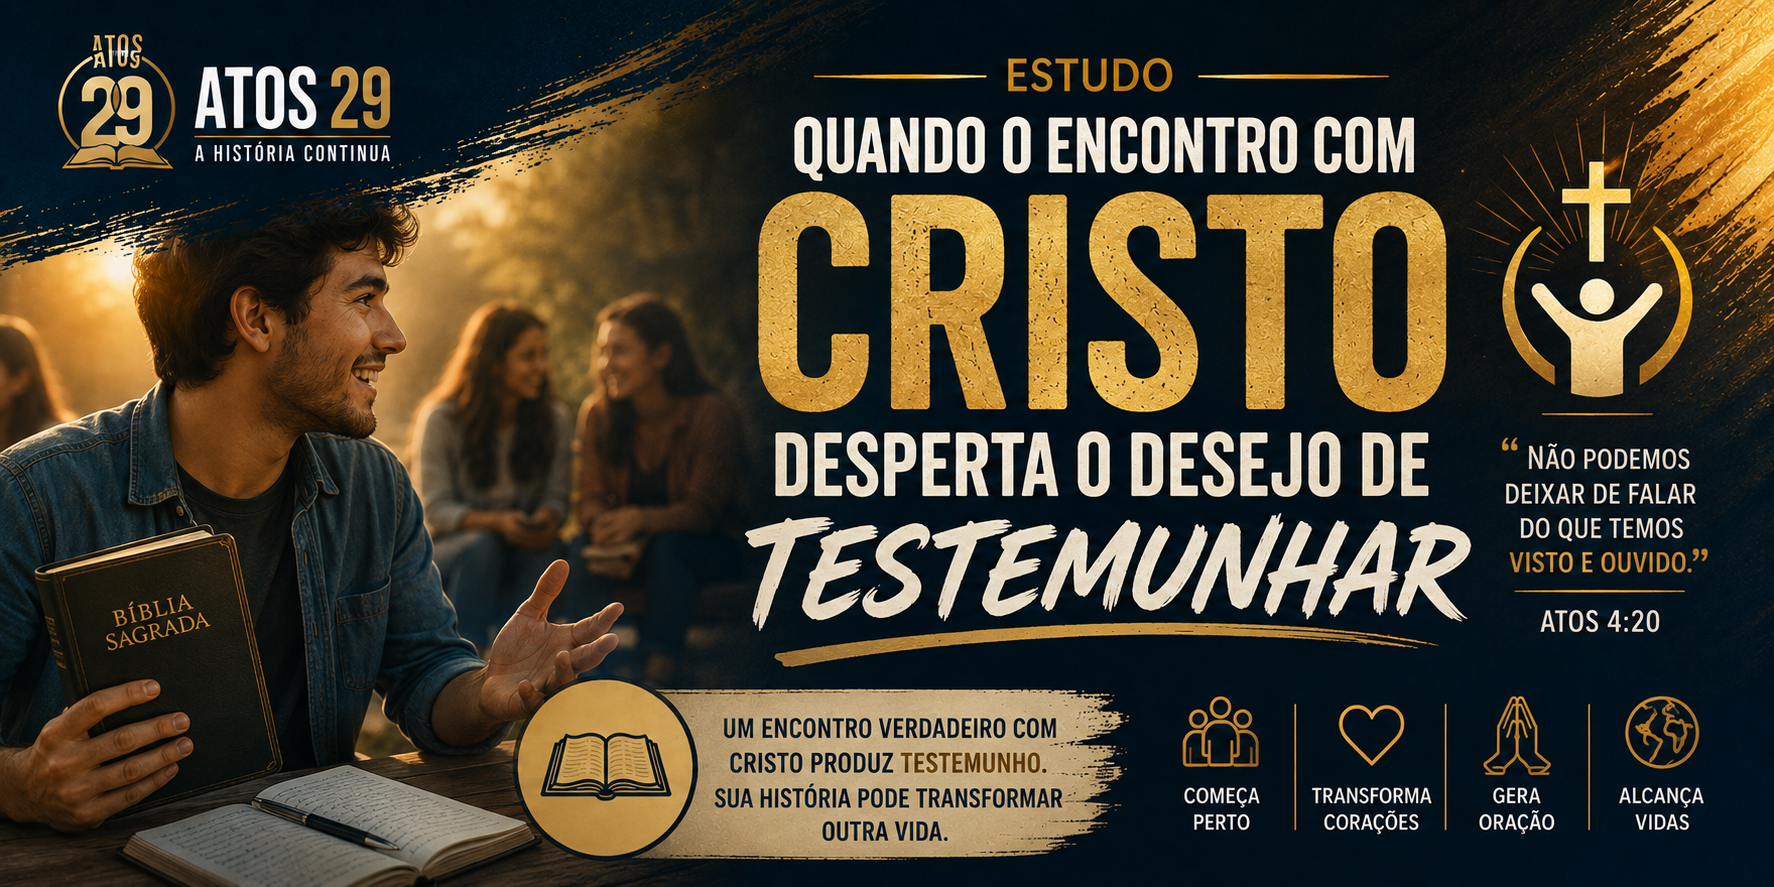 ATOS
ATOS
29
ATOS 29
A HISTÓRIA CONTINUA
ESTUDO
QUANDO O ENCONTRO COM
CRISTO
DESPERTA O DESEJO DE
TESTEMUNHAR
“ NÃO PODEMOS
DEIXAR DE FALAR
DO QUE TEMOS
VISTO E OUVIDO.”
ATOS 4:20
BÍBLIA
SAGRADA
UM ENCONTRO VERDADEIRO COM
CRISTO PRODUZ TESTEMUNHO.
SUA HISTÓRIA PODE TRANSFORMAR
OUTRA VIDA.
COMEÇA
PERTO
TRANSFORMA
CORAÇÕES
GERA
ORAÇÃO
ALCANÇA
VIDAS